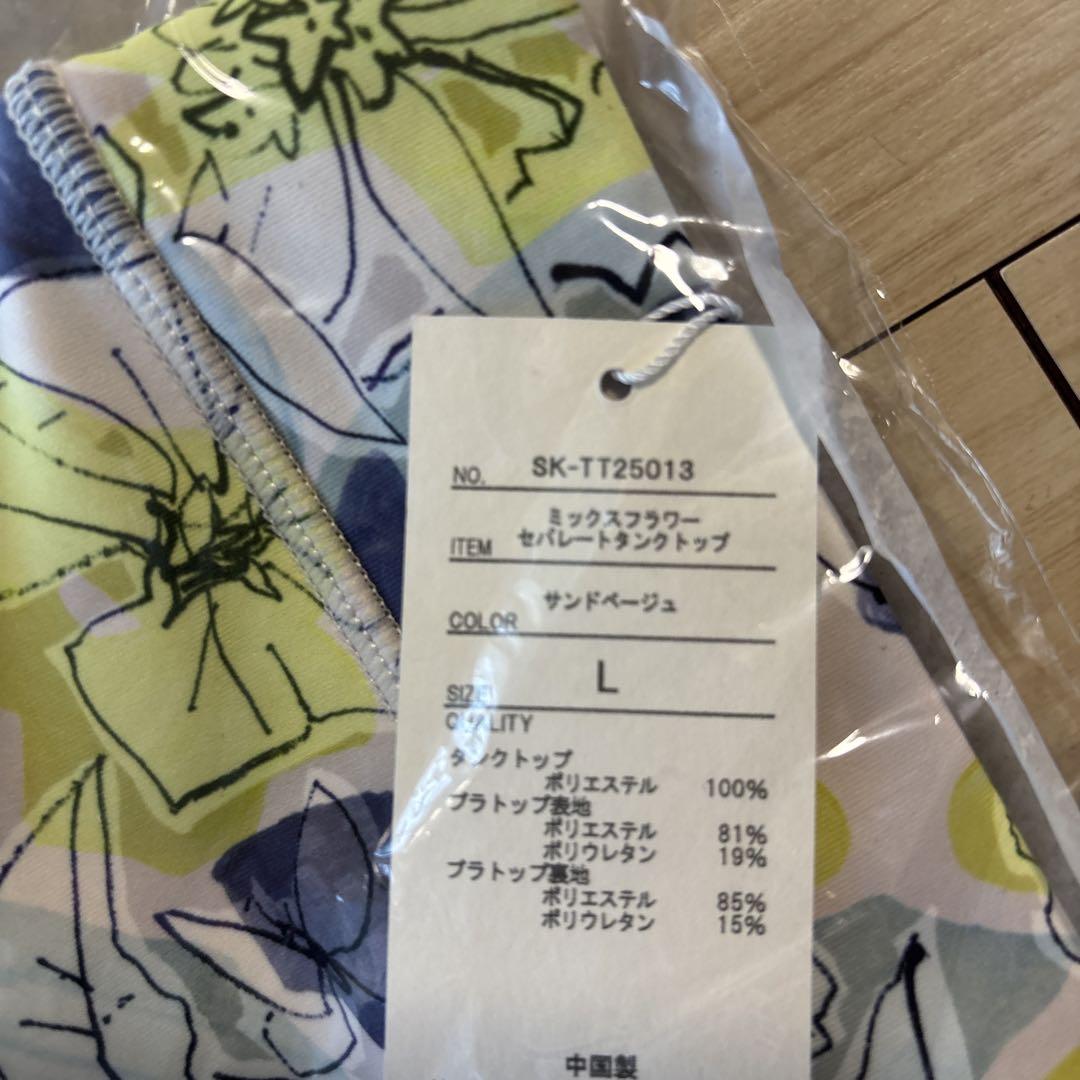 NO. SK-TT25013
ミックスフラワー
ITEM セパレートタンクトップ
COLOR サンドベージュ
SIZE L
QUALITY
タンクトップ
ポリエステル 100%
ブラトップ表地
ポリエステル 81%
ポリウレタン 19%
ブラトップ裏地
ポリエステル 85%
ポリウレタン 15%
中国製